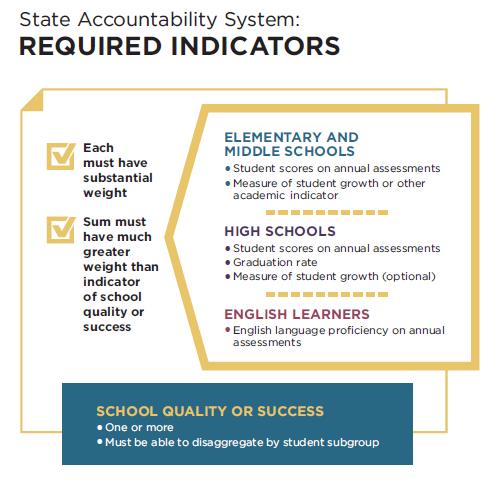 State Accountability System:
REQUIRED INDICATORS
Each
must have
substantial
weight
Sum must
have much
greater
weight than
indicator
of school
quality or
success
ELEMENTARY AND
MIDDLE SCHOOLS
• Student scores on annual assessments
• Measure of student growth or other
academic indicator
HIGH SCHOOLS
• Student scores on annual assessments
• Graduation rate
• Measure of student growth (optional)
ENGLISH LEARNERS
• English language proficiency on annual
assessments
SCHOOL QUALITY OR SUCCESS
• One or more
• Must be able to disaggregate by student subgroup